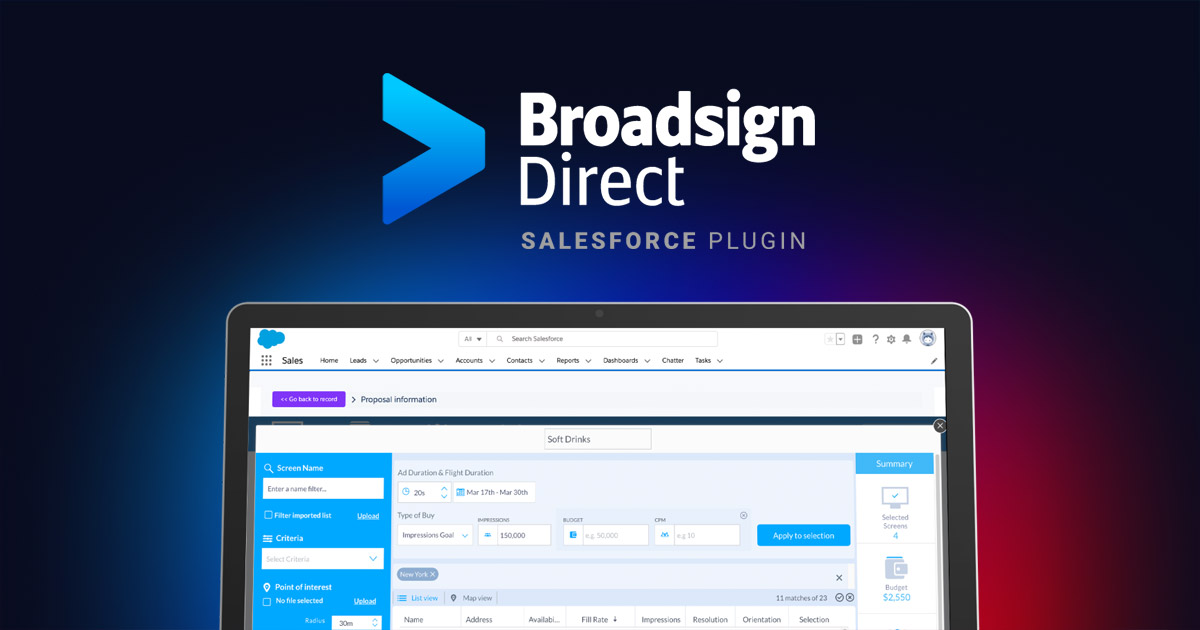 Broadsign
Direct
SALESFORCE PLUGIN
All
Search Salesforce
Sales Home Leads Opportunities Accounts Contacts Reports Dashboards Chatter Tasks
<< Go back to record > Proposal information
Soft Drinks
Screen Name
Enter a name filter...
Filter imported list Upload
Criteria
Select Criteria
Point of interest
No file selected Upload
Radius 30m
Ad Duration & Flight Duration
20s Mar 17th - Mar 30th
Type of Buy IMPRESSIONS BUDGET CPM
Impressions Goal 150,000 e.g. 50,000 e.g 10 Apply to selection
New York
List view Map view 11 matches of 23
Name Address Availabi... Fill Rate Impressions Resolution Orientation Selection
Summary
Selected
Screens
4
Budget
$2,550